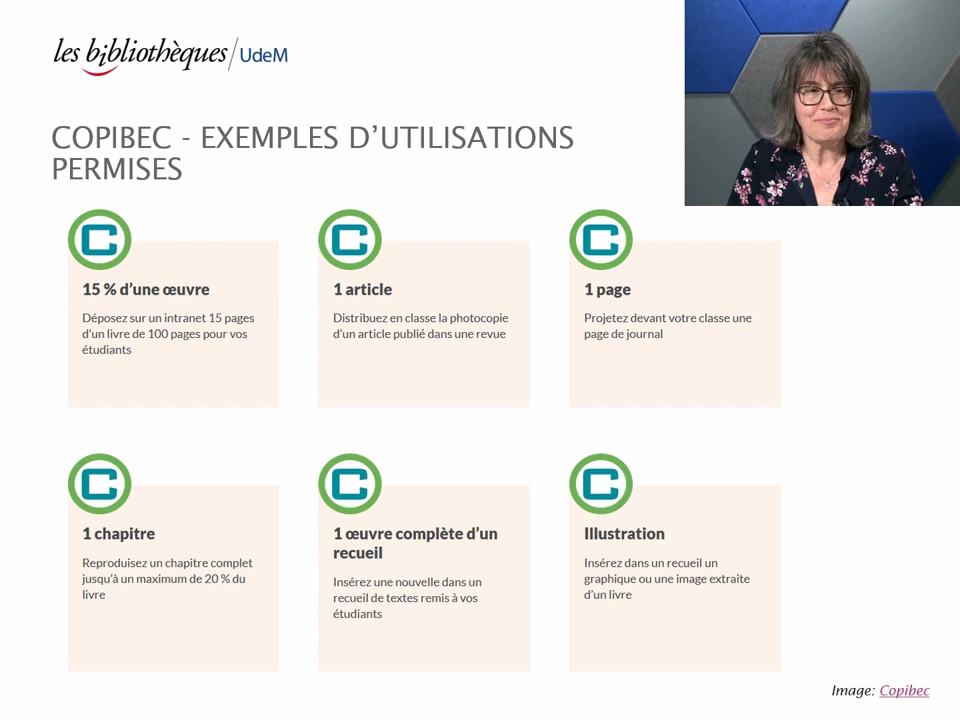 les bibliothèques/UdeM
COPIBEC - EXEMPLES D’UTILISATIONS
PERMISES
15 % d’une œuvre
Déposez sur un intranet 15 pages
d’un livre de 100 pages pour vos
étudiants
1 article
Distribuez en classe la photocopie
d’un article publié dans une revue
1 page
Projetez devant votre classe une
page de journal
1 chapitre
Reproduisez un chapitre complet
jusqu’à un maximum de 20 % du
livre
1 œuvre complète d’un
recueil
Insérez une nouvelle dans un
recueil de textes remis à vos
étudiants
Illustration
Insérez dans un recueil un
graphique ou une image extraite
d’un livre
Image: Copibec